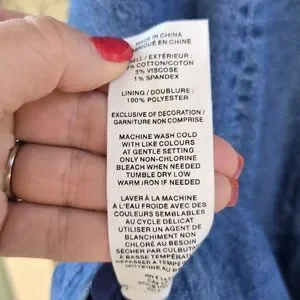 MADE IN CHINA
FABRIQUÉ EN CHINE
SHELL / EXTÉRIEUR :
% COTTON/COTON
3% VISCOSE
1% SPANDEX
LINING / DOUBLURE :
100% POLYESTER
EXCLUSIVE OF DECORATION /
GARNITURE NON COMPRISE
MACHINE WASH COLD
WITH LIKE COLOURS
AT GENTLE SETTING
ONLY NON-CHLORINE
BLEACH WHEN NEEDED
TUMBLE DRY LOW
WARM IRON IF NEEDED
LAVER À LA MACHINE
À L'EAU FROIDE AVEC DES
COULEURS SEMBLABLES
AU CYCLE DÉLICAT
UTILISER UN AGENT DE
BLANCHIMENT NON
CHLORÉ AU BESOIN
SÉCHER PAR CULBUTAGE
À BASSE TEMPÉRATURE